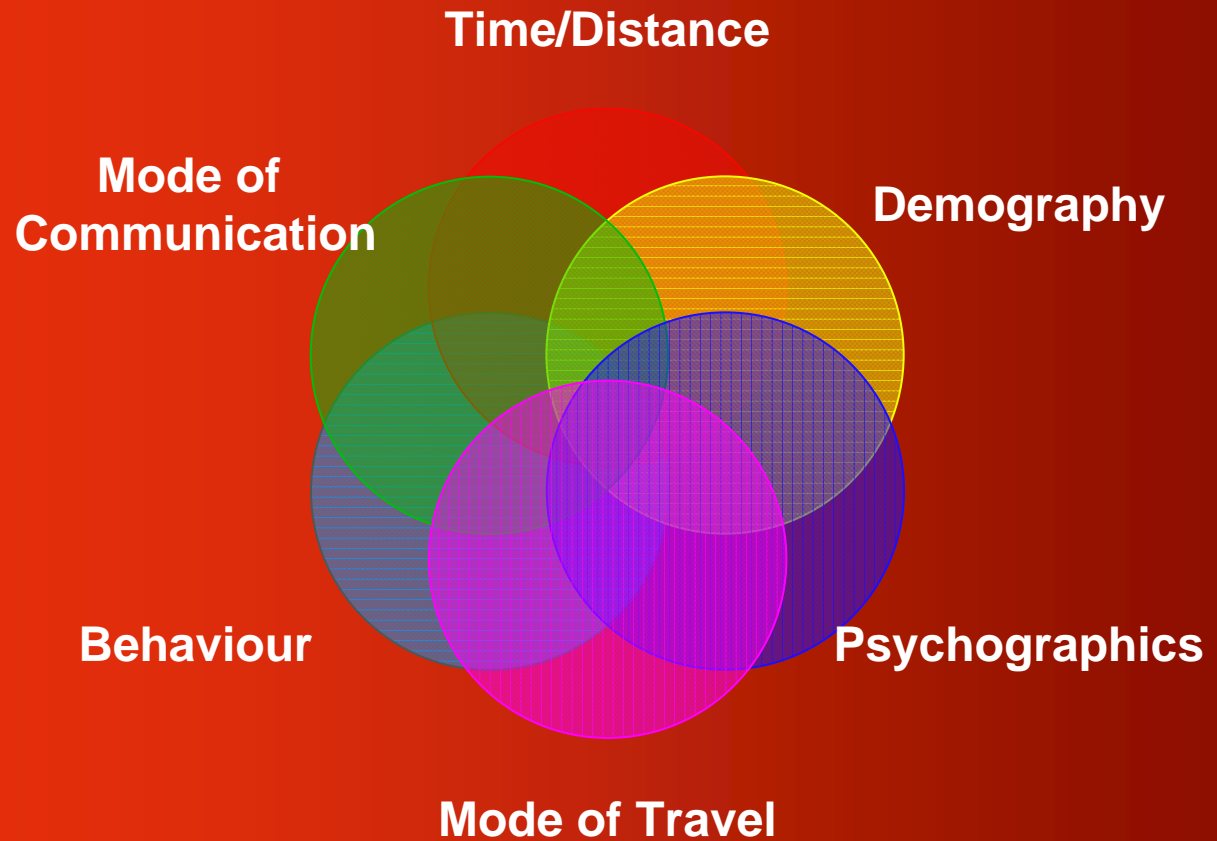 Time/Distance
Mode of
Communication
Demography
Behaviour
Psychographics
Mode of Travel